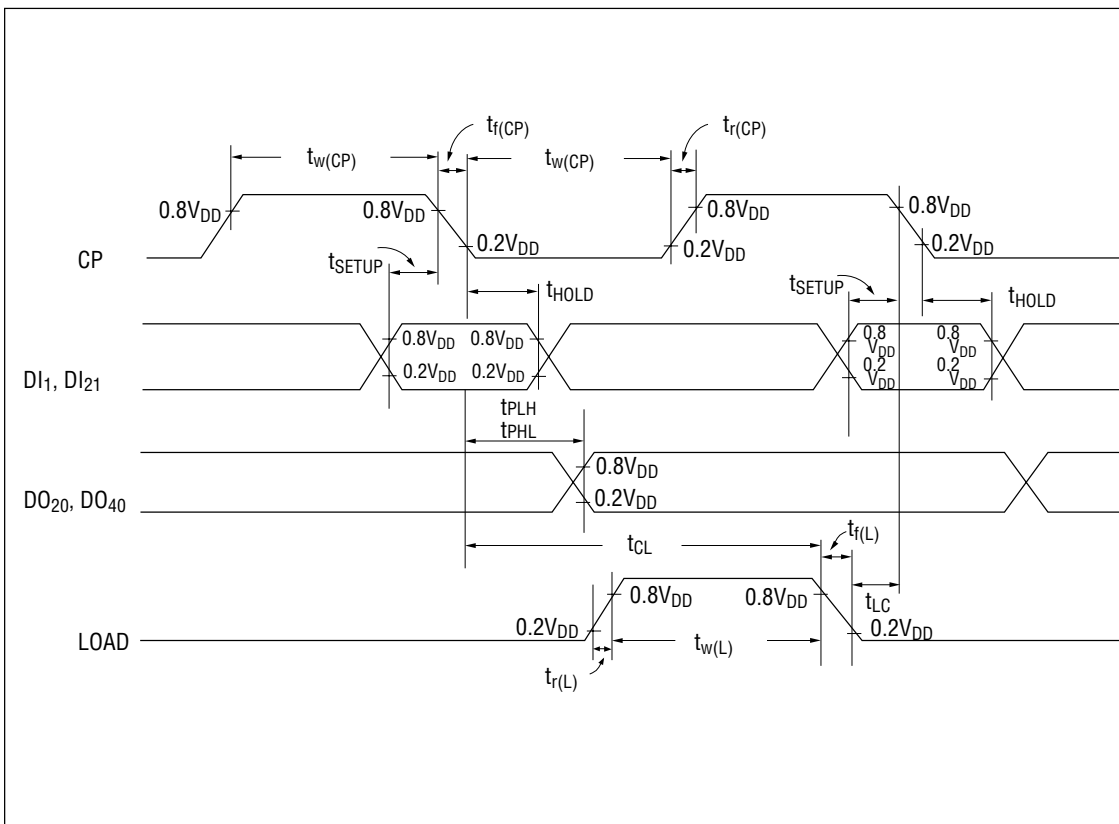 tf(CP) tr(CP)
tw(CP) tw(CP)
0.8VDD 0.8VDD 0.8VDD 0.8VDD
CP 0.2VDD 0.2VDD 0.2VDD
tSETUP tHOLD tSETUP tHOLD
0.8VDD 0.8VDD 0.8 VDD 0.8 VDD
DI1, DI21 0.2VDD 0.2VDD 0.2 VDD 0.2 VDD
tPLH
tPHL
0.8VDD
DO20, DO40 0.2VDD
tCL tf(L)
0.8VDD 0.8VDD tLC
LOAD 0.2VDD tw(L) 0.2VDD
tr(L)